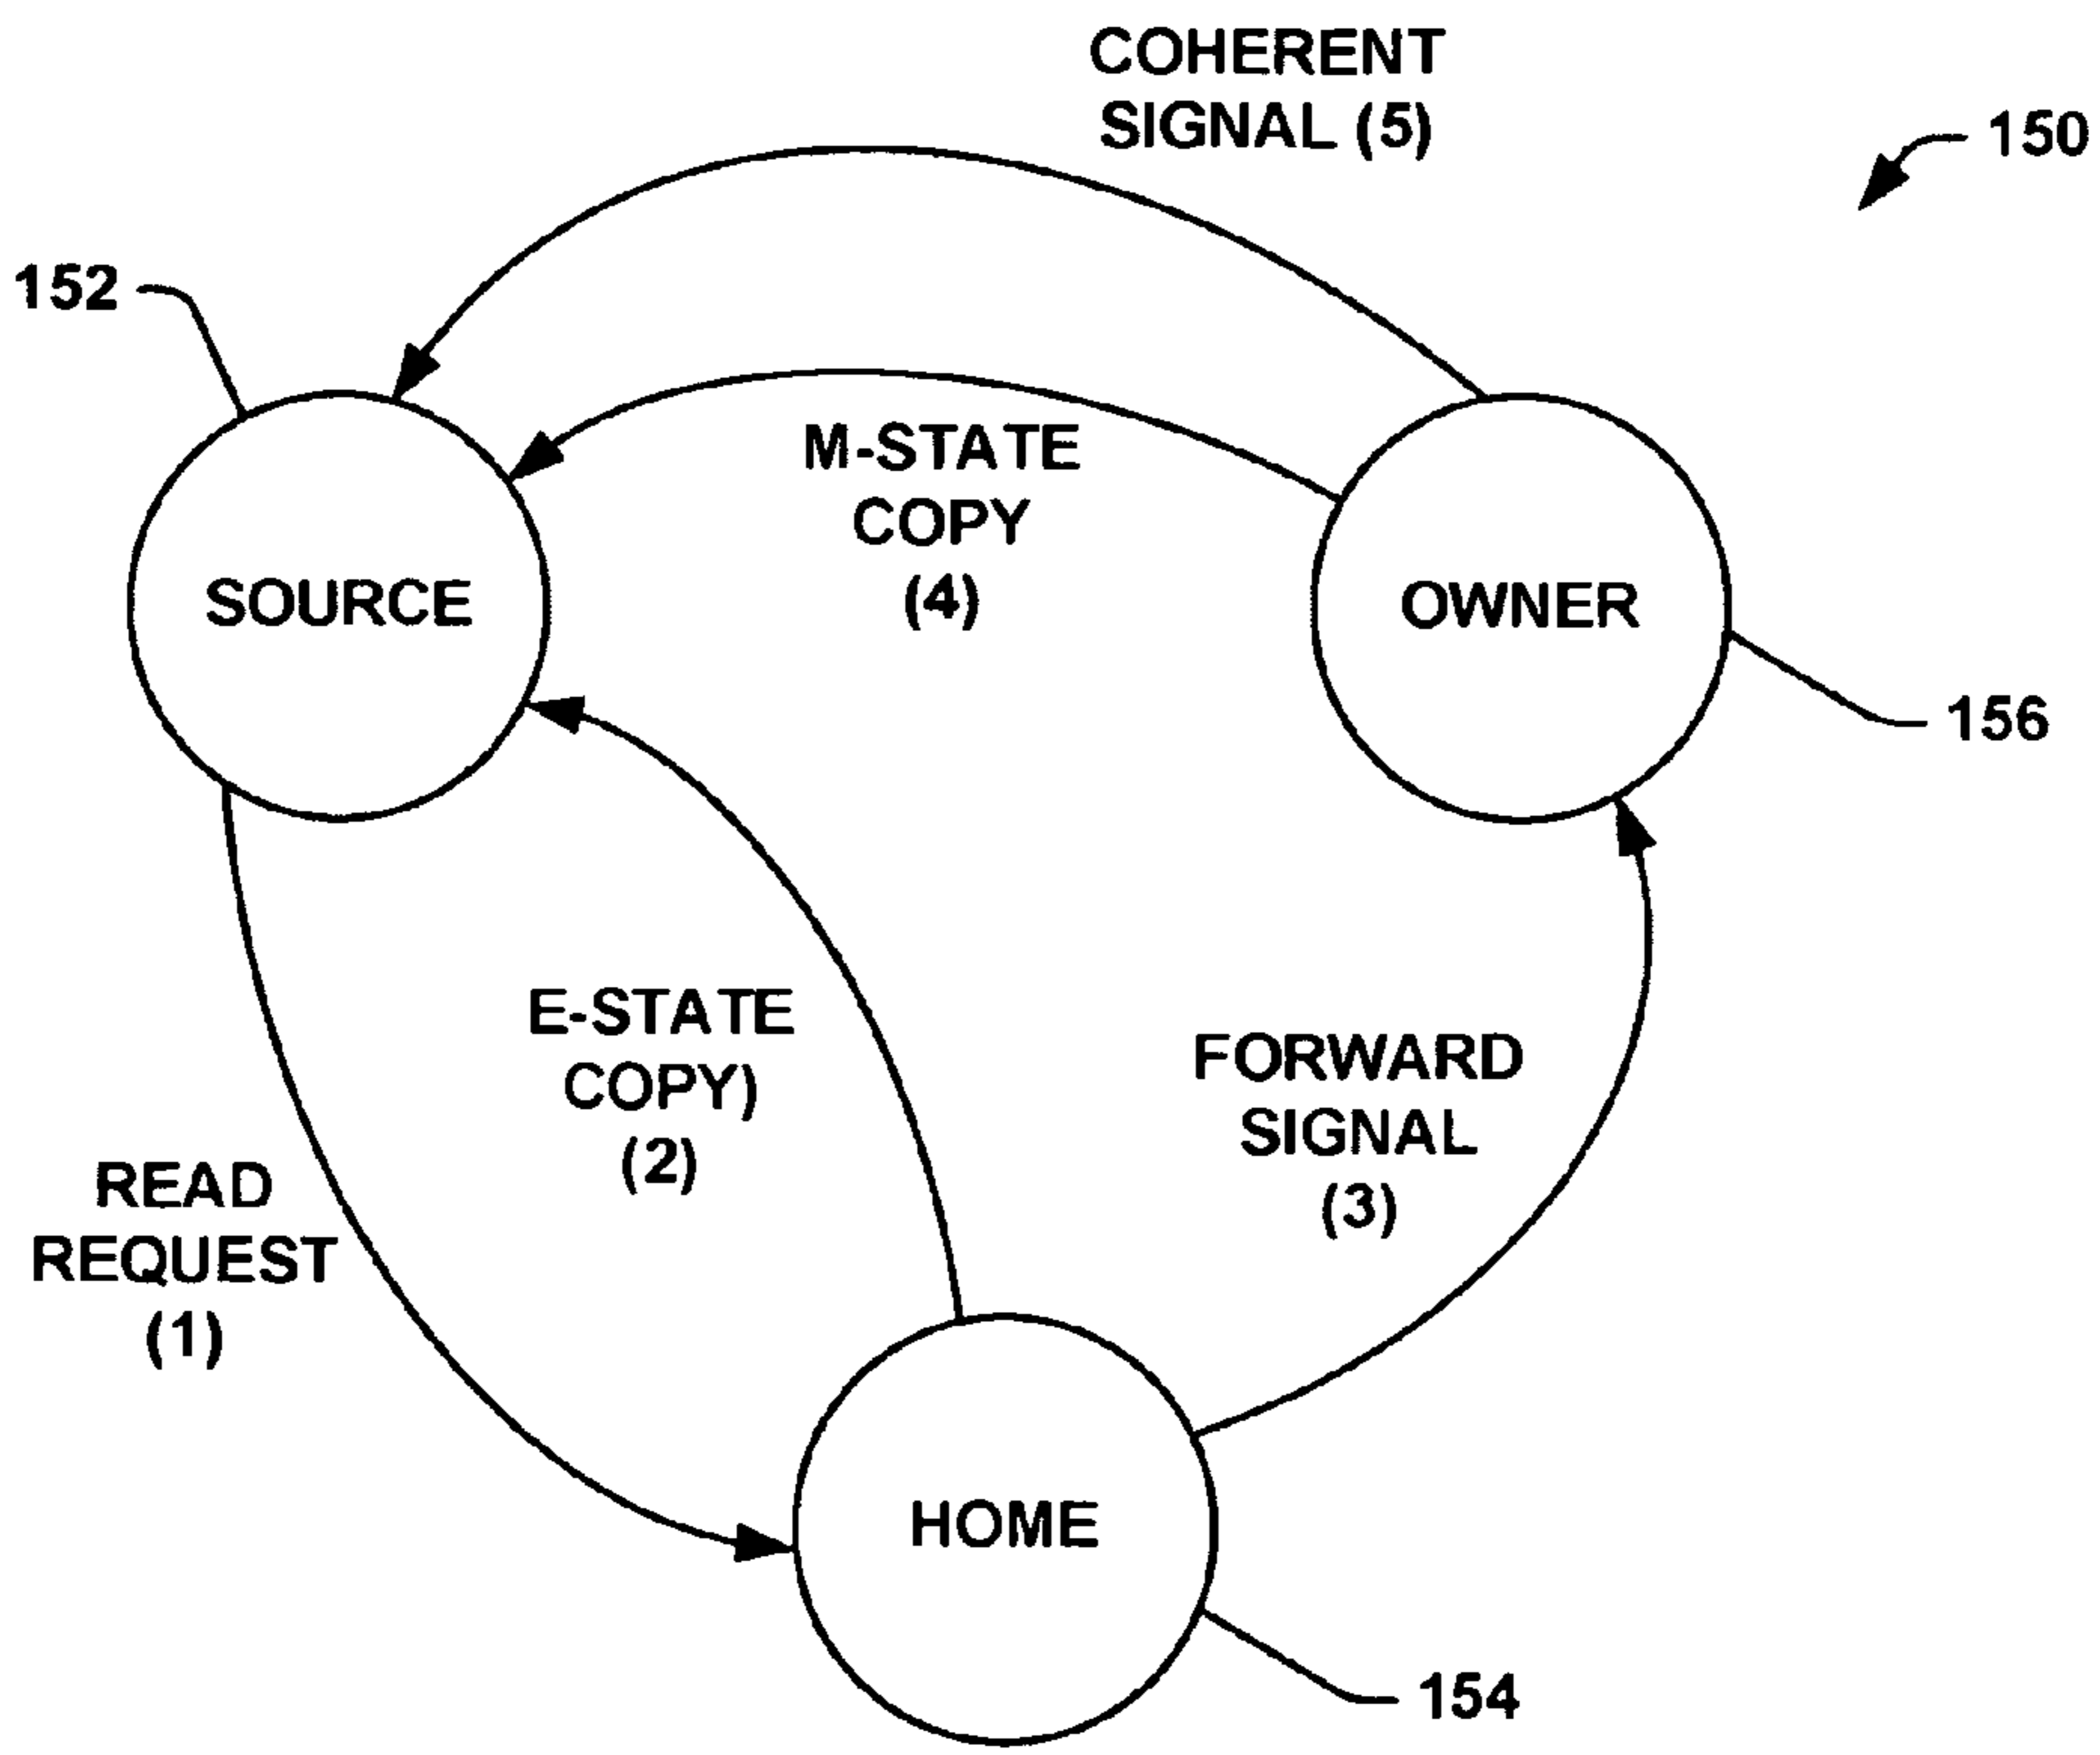 COHERENT
SIGNAL (5)
150
152
M-STATE
COPY
(4)
SOURCE
OWNER
156
E-STATE
COPY)
(2)
FORWARD
SIGNAL
(3)
READ
REQUEST
(1)
HOME
154